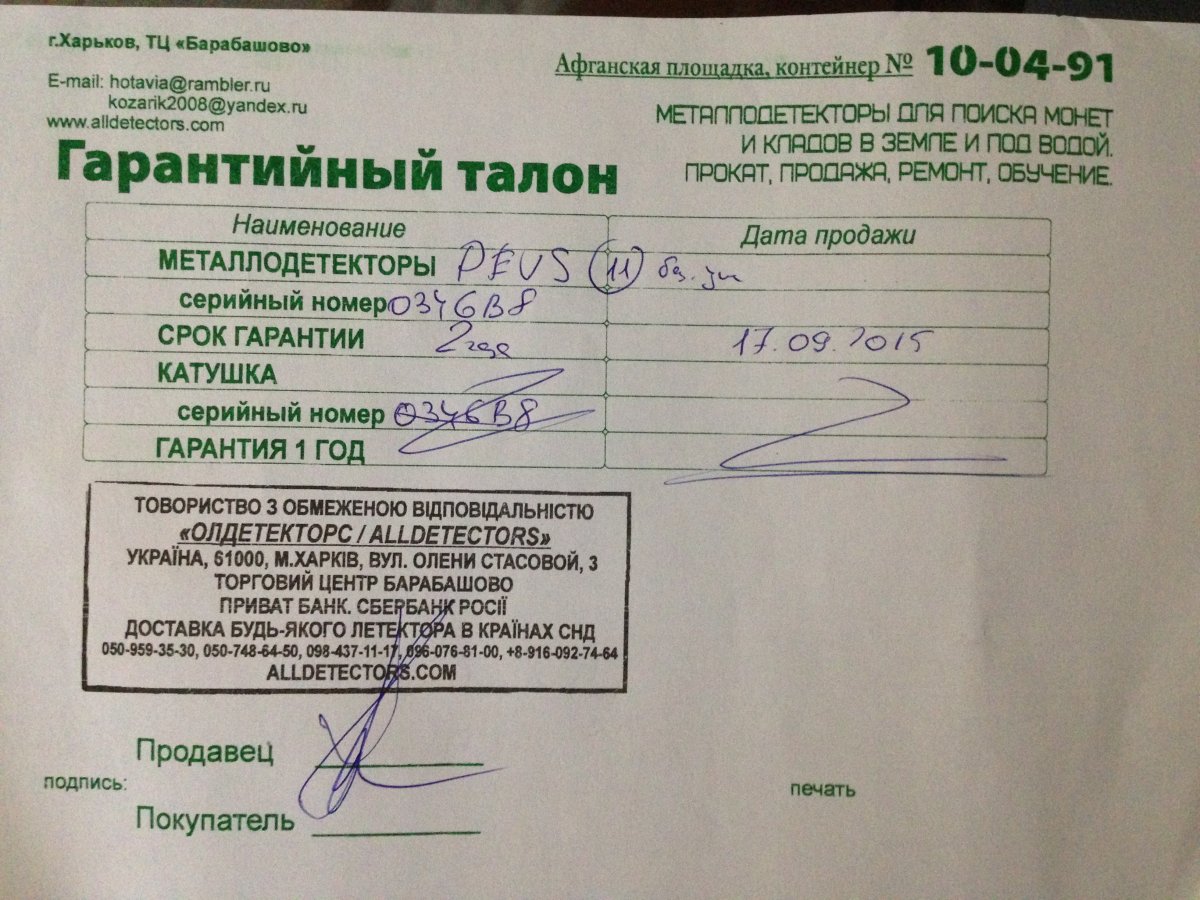 г.Харьков, ТЦ «Барабашово»
E-mail: hotavia@rambler.ru
kozarik2008@yandex.ru
www.alldetectors.com
Афганская площадка, контейнер № 10-04-91
МЕТАЛЛОДЕТЕКТОРЫ ДЛЯ ПОИСКА МОНЕТ
И КЛАДОВ В ЗЕМЛЕ И ПОД ВОДОЙ.
ПРОКАТ, ПРОДАЖА, РЕМОНТ, ОБУЧЕНИЕ.
Гарантийный талон
Наименование Дата продажи
МЕТАЛЛОДЕТЕКТОРЫ DEUS 11
серийный номер 0346B8
СРОК ГАРАНТИИ 2 года 17.09.2015
КАТУШКА
серийный номер 0346B8
ГАРАНТИЯ 1 ГОД
ТОВОРИСТВО З ОБМЕЖЕНОЮ ВІДПОВІДАЛЬНІСТЮ
«ОЛДЕТЕКТОРС / ALLDETECTORS»
УКРАЇНА, 61000, М.ХАРКІВ, ВУЛ. ОЛЕНИ СТАСОВОЙ, 3
ТОРГОВИЙ ЦЕНТР БАРАБАШОВО
ПРИВАТ БАНК. СБЕРБАНК РОСІЇ
ДОСТАВКА БУДЬ-ЯКОГО ЛЕТЕКТОРА В КРАЇНАХ СНД
050-959-35-30, 050-748-64-50, 098-437-11-17, 096-076-81-00, +8-916-092-74-64
ALLDETECTORS.COM
Продавец
подпись:
печать
Покупатель